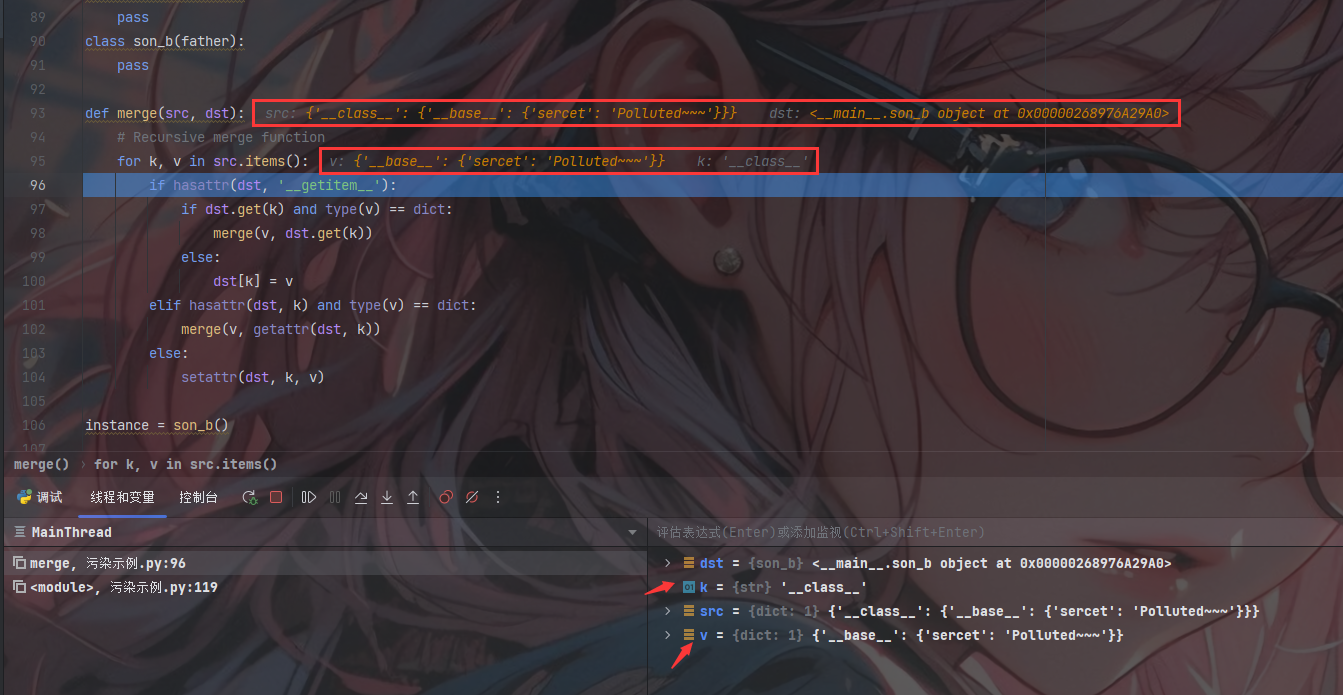 89 pass
90 class son_b(father):
91 pass
92
93 def merge(src, dst): src: {'__class__': {'__base__': {'sercet': 'Polluted~~~'}}} dst: <__main__.son_b object at 0x00000268976A29A0>
94 # Recursive merge function
95 for k, v in src.items(): v: {'__base__': {'sercet': 'Polluted~~~'}} k: '__class__'
96 if hasattr(dst, '__getitem__'):
97 if dst.get(k) and type(v) == dict:
98 merge(v, dst.get(k))
99 else:
100 dst[k] = v
101 elif hasattr(dst, k) and type(v) == dict:
102 merge(v, getattr(dst, k))
103 else:
104 setattr(dst, k, v)
105
106 instance = son_b()
107
merge() › for k, v in src.items()
调试 线程和变量 控制台
MainThread
评估表达式(Enter)或添加监视(Ctrl+Shift+Enter)
merge, 污染示例.py:96
<module>, 污染示例.py:119
dst = {son_b} <__main__.son_b object at 0x00000268976A29A0>
01 k = {str} '__class__'
src = {dict: 1} {'__class__': {'__base__': {'sercet': 'Polluted~~~'}}}
v = {dict: 1} {'__base__': {'sercet': 'Polluted~~~'}}